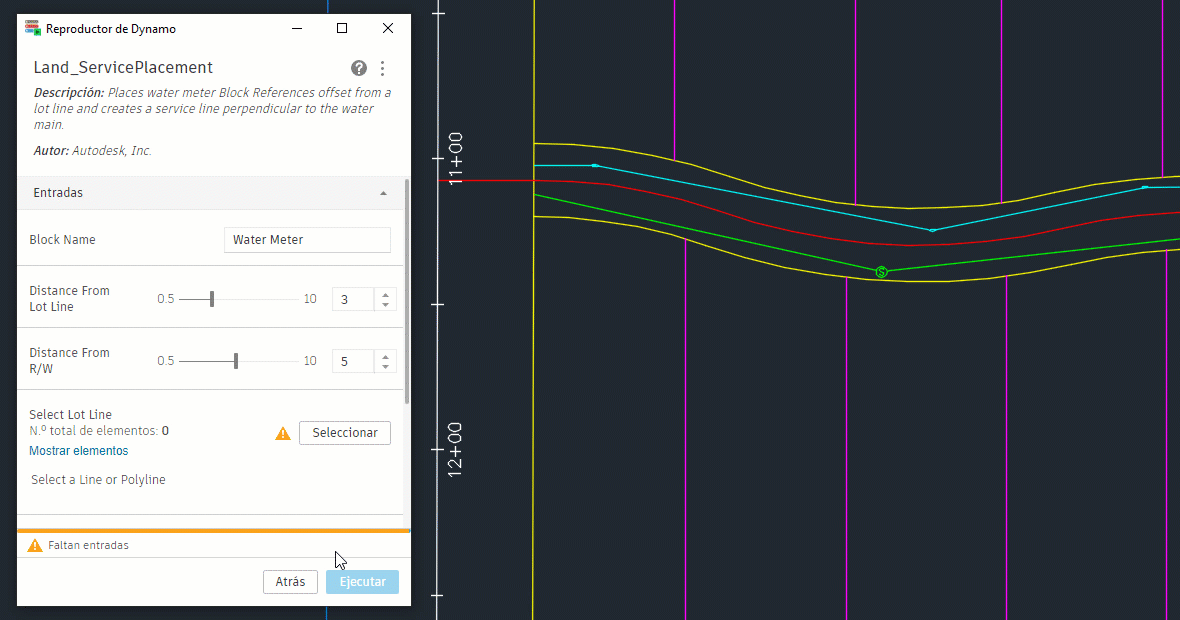 Reproductor de Dynamo
Land_ServicePlacement
?
Descripción: Places water meter Block References offset from a
lot line and creates a service line perpendicular to the water
main.
Autor: Autodesk, Inc.
Entradas
Block Name
Water Meter
Distance From
Lot Line
0.5
10
3
Distance From
R/W
0.5
10
5
Select Lot Line
N.º total de elementos: 0
Mostrar elementos
Seleccionar
Select a Line or Polyline
Faltan entradas
Atrás
Ejecutar
11+00
12+00
S